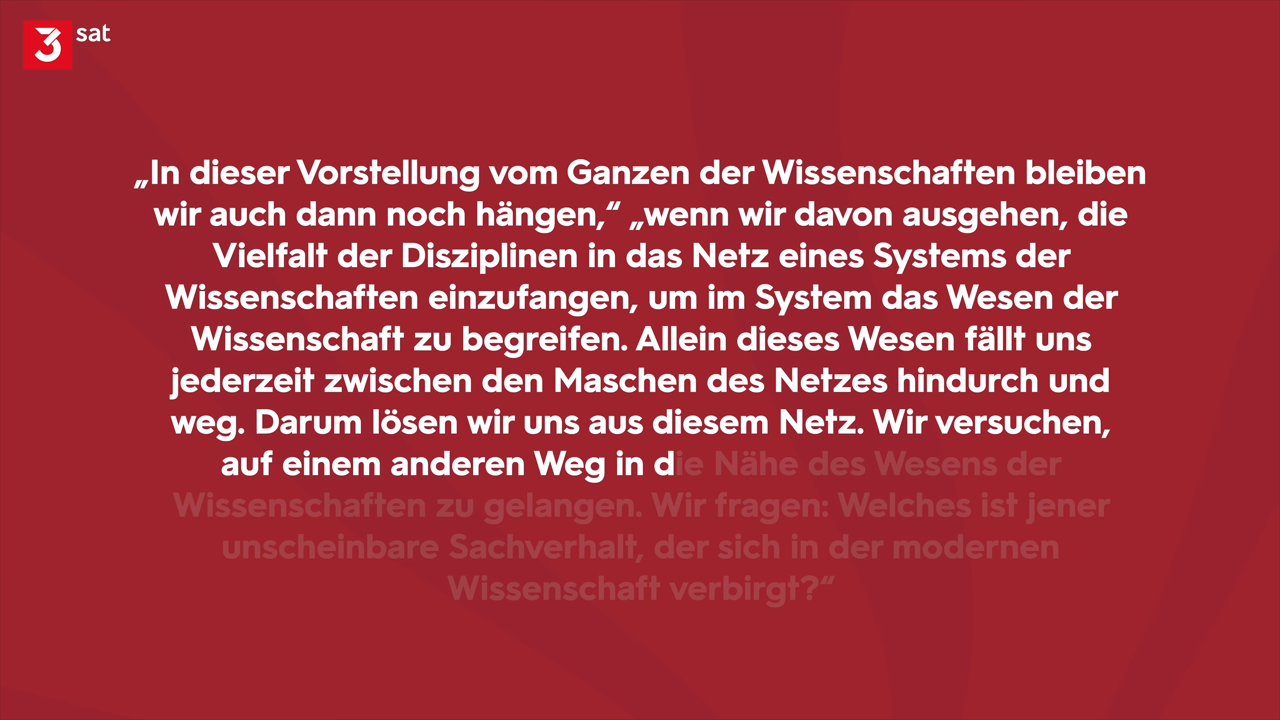 3sat
„In dieser Vorstellung vom Ganzen der Wissenschaften bleiben
wir auch dann noch hängen,“ „wenn wir davon ausgehen, die
Vielfalt der Disziplinen in das Netz eines Systems der
Wissenschaften einzufangen, um im System das Wesen der
Wissenschaft zu begreifen. Allein dieses Wesen fällt uns
jederzeit zwischen den Maschen des Netzes hindurch und
weg. Darum lösen wir uns aus diesem Netz. Wir versuchen,
auf einem anderen Weg in die Nähe des Wesens der
Wissenschaften zu gelangen. Wir fragen: Welches ist jener
unscheinbare Sachverhalt, der sich in der modernen
Wissenschaft verbirgt?“